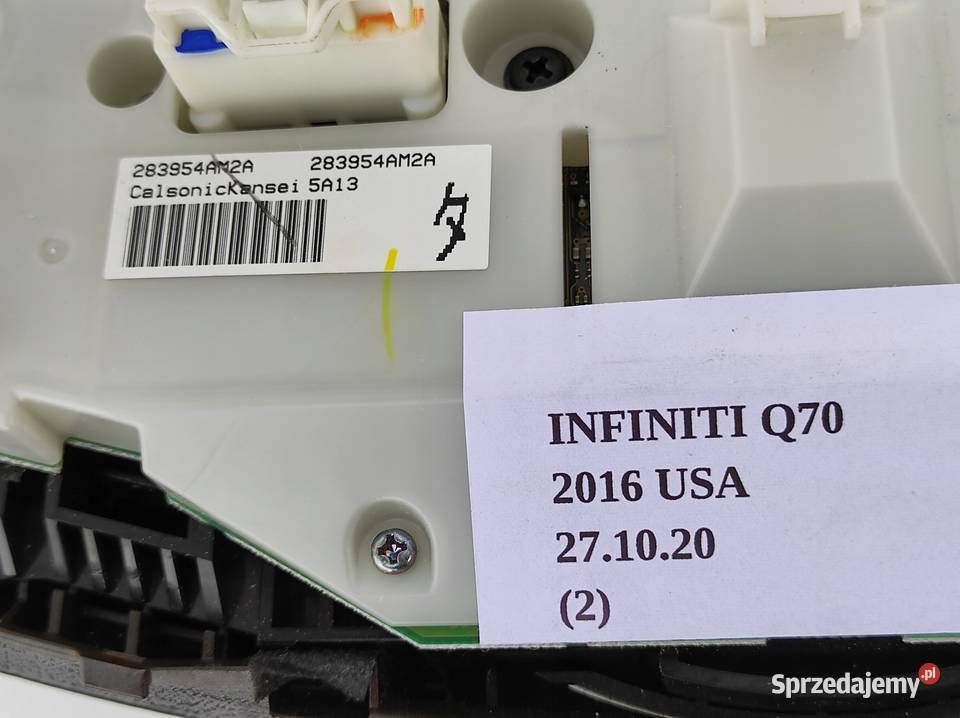 283954AM2A 283954AM2A
CalsonicKansei 5A13
INFINITI Q70
2016 USA
27.10.20
(2)
Sprzedajemy.pl